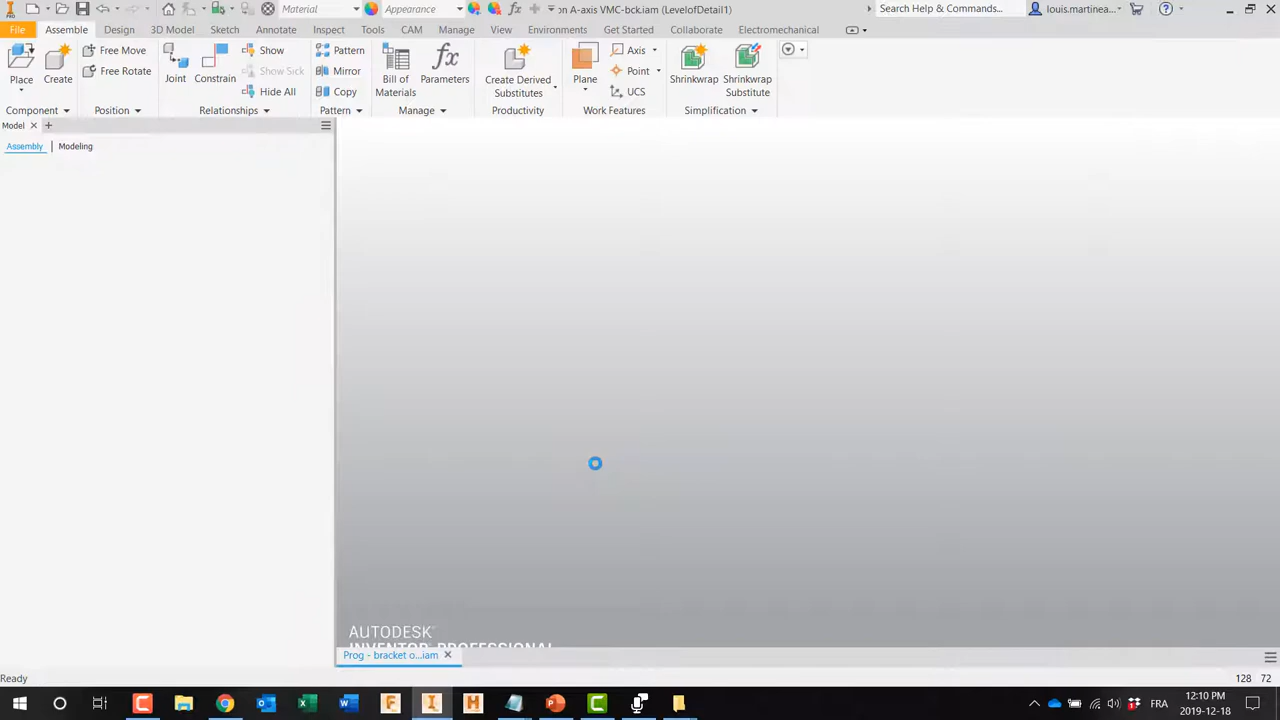 Material
Appearance
on A-axis VMC-bck.iam (LevelofDetail1)
Search Help & Commands...
louis.martinea...
PRO
File
Assemble
Design
3D Model
Sketch
Annotate
Inspect
Tools
CAM
Manage
View
Environments
Get Started
Collaborate
Electromechanical
Place
Create
Free Move
Free Rotate
Joint
Constrain
Show
Show Sick
Hide All
Pattern
Mirror
Copy
Bill of
Materials
Parameters
Create Derived
Substitutes
Plane
Axis
Point
UCS
Shrinkwrap
Shrinkwrap
Substitute
Component
Position
Relationships
Pattern
Manage
Productivity
Work Features
Simplification
Model
Assembly
Modeling
AUTODESK
INVENTOR PROFESSIONAL
Prog - bracket o...iam
Ready
128 72
FRA
12:10 PM
2019-12-18